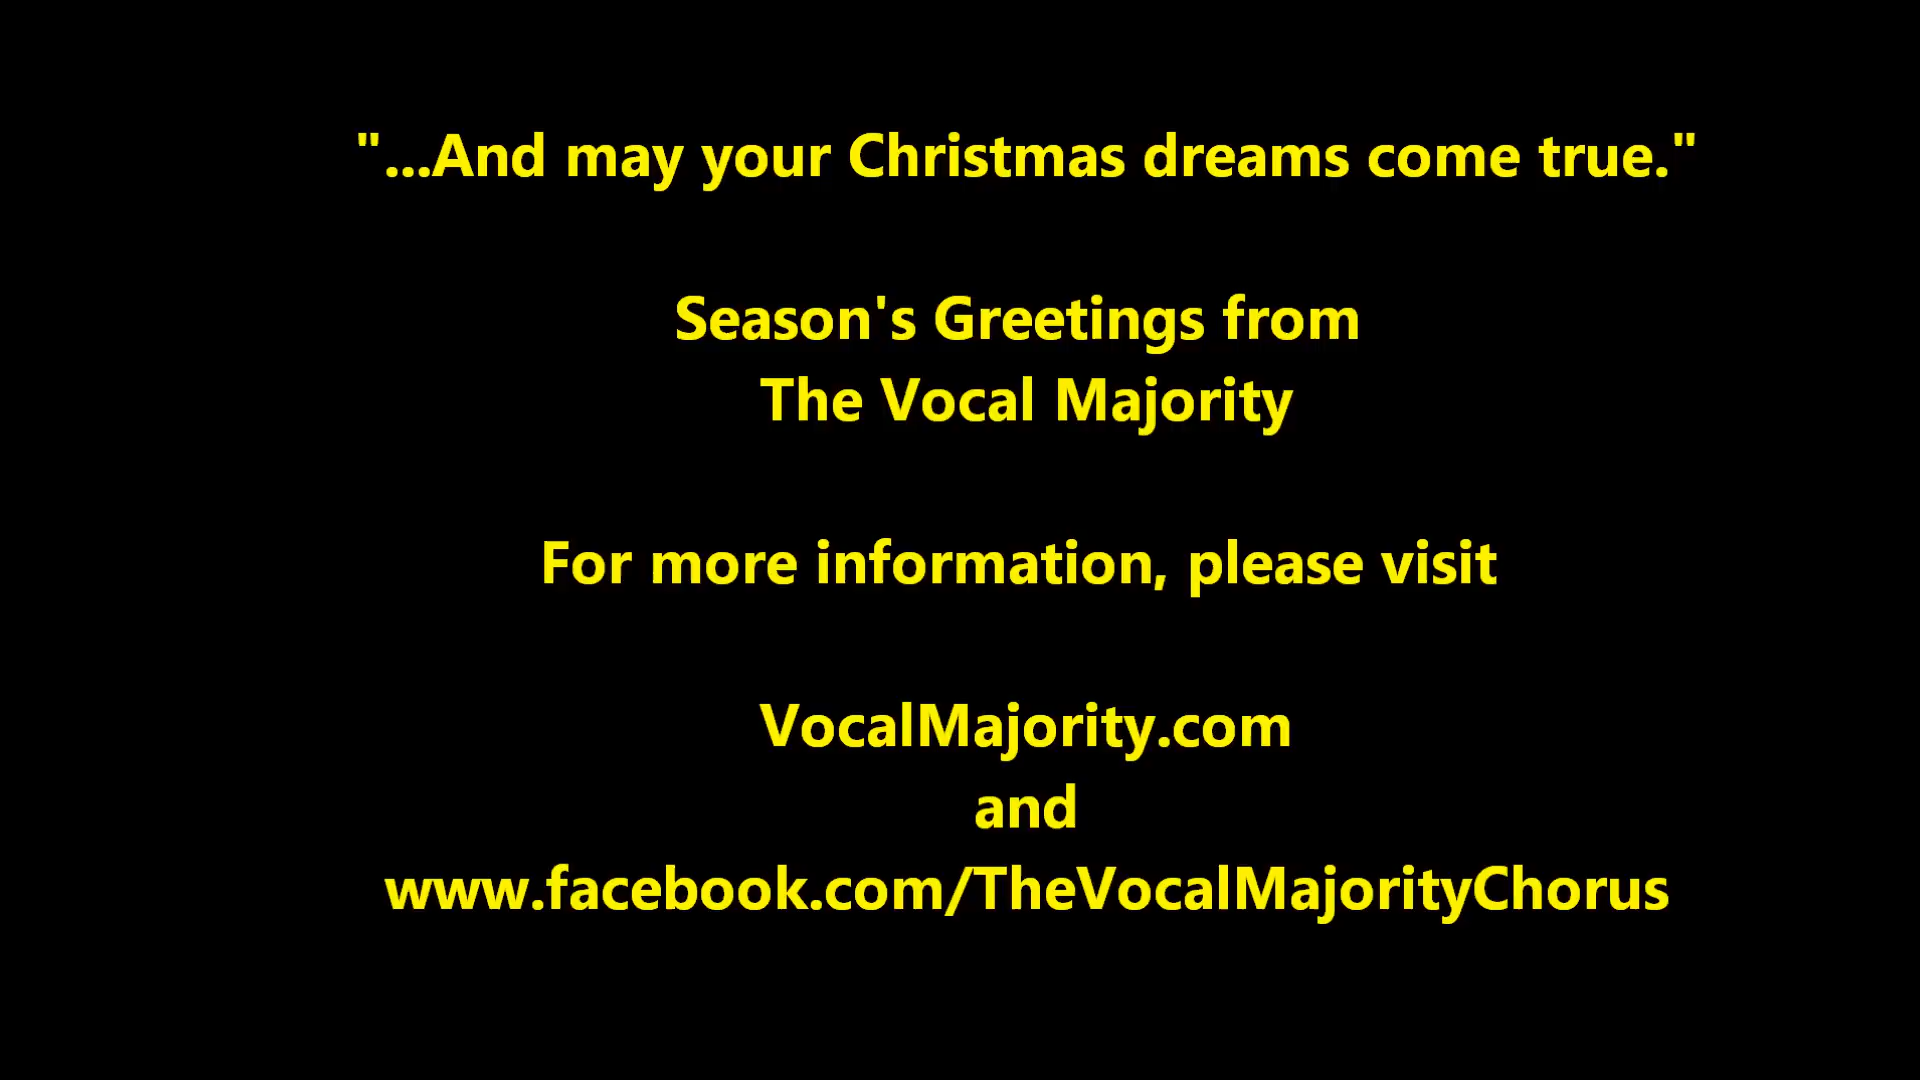 "...And may your Christmas dreams come true."
Season's Greetings from
The Vocal Majority
For more information, please visit
VocalMajority.com
and
www.facebook.com/TheVocalMajorityChorus